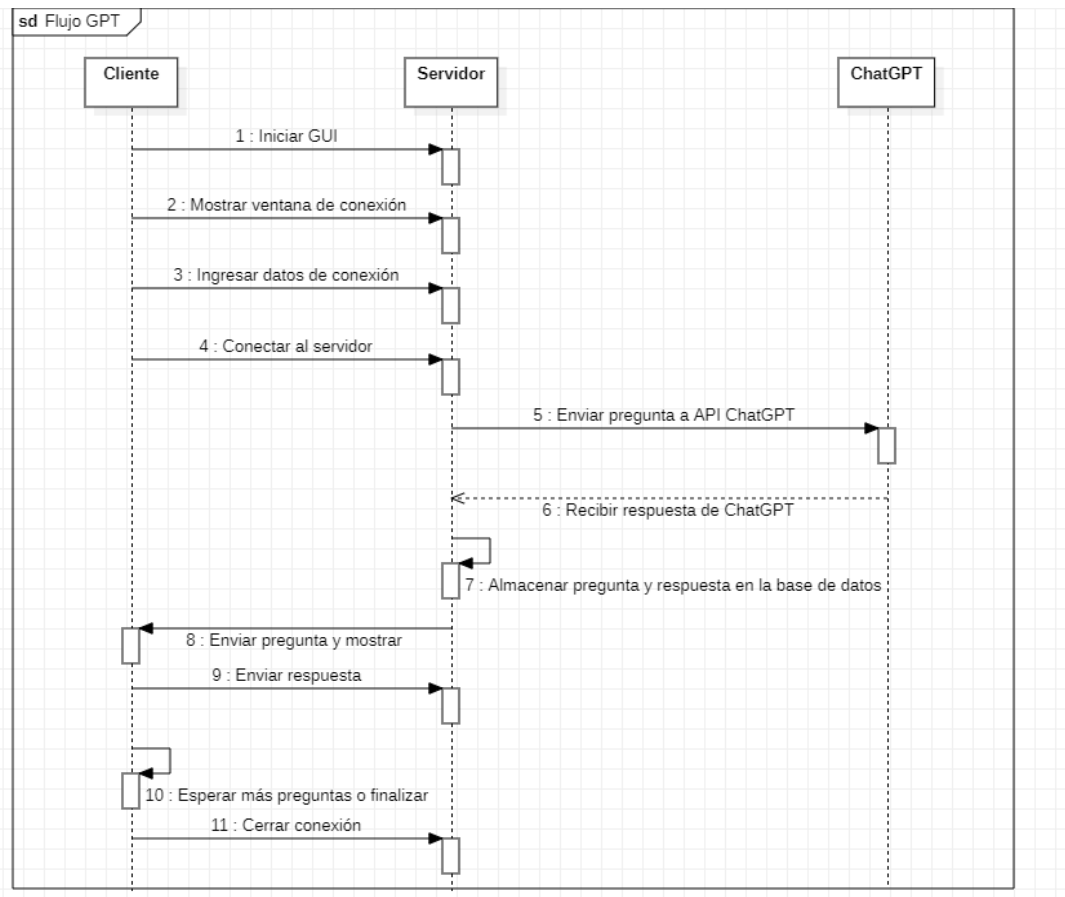 sd Flujo GPT
Cliente
Servidor
ChatGPT
1 : Iniciar GUI
2 : Mostrar ventana de conexión
3 : Ingresar datos de conexión
4 : Conectar al servidor
5 : Enviar pregunta a API ChatGPT
6 : Recibir respuesta de ChatGPT
7 : Almacenar pregunta y respuesta en la base de datos
8 : Enviar pregunta y mostrar
9 : Enviar respuesta
10 : Esperar más preguntas o finalizar
11 : Cerrar conexión